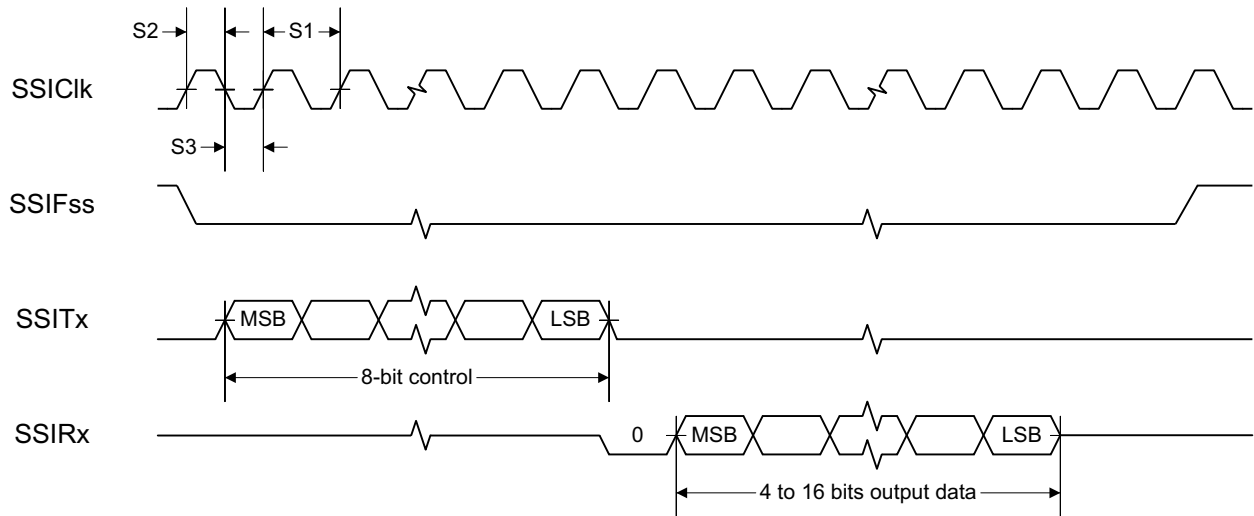 S2
S1
SSIClk
S3
SSIFss
SSITx
MSB
LSB
8-bit control
SSIRx
0
MSB
LSB
4 to 16 bits output data